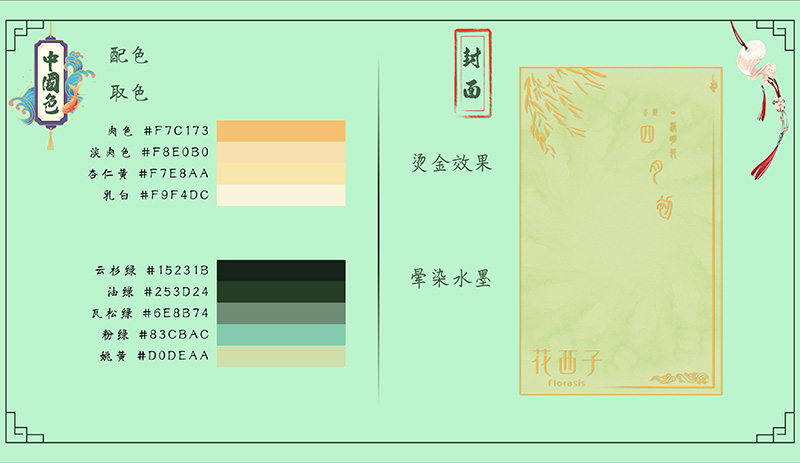 中國色
配色
取色
肉色 #F7C173
淡肉色 #F8E0B0
杏仁黄 #F7E8AA
乳白 #F9F4DC
云杉绿 #15231B
油绿 #253D24
瓦松绿 #6E8B74
粉绿 #83CBAC
姚黄 #D0DEAA
封面
烫金效果
晕染水墨
四月初
花西子
Florasis